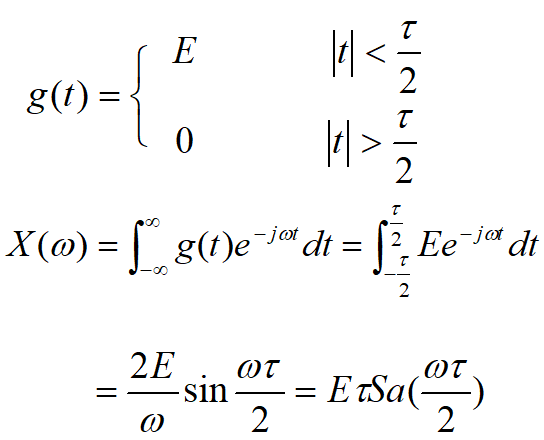 g(t) = { E |t| < τ/2
0 |t| > τ/2
X(ω) = ∫_{-∞}^{∞} g(t)e^{-jωt} dt = ∫_{-τ/2}^{τ/2} Ee^{-jωt} dt
= 2E/ω sin ωτ/2 = EτSa(ωτ/2)